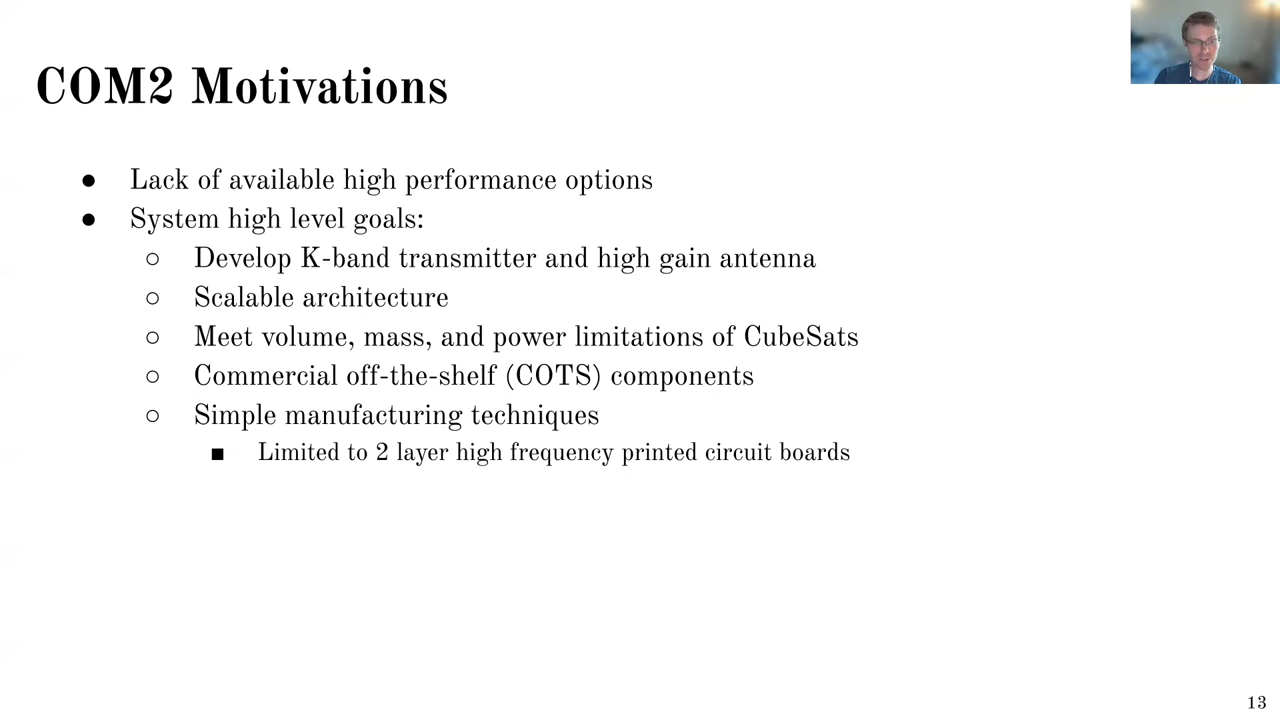 COM2 Motivations
● Lack of available high performance options
● System high level goals:
○ Develop K-band transmitter and high gain antenna
○ Scalable architecture
○ Meet volume, mass, and power limitations of CubeSats
○ Commercial off-the-shelf (COTS) components
○ Simple manufacturing techniques
■ Limited to 2 layer high frequency printed circuit boards
13